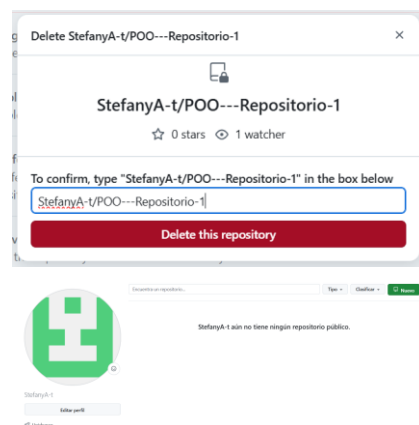 Delete StefanyA-t/POO---Repositorio-1
StefanyA-t/POO---Repositorio-1
0 stars 1 watcher
To confirm, type "StefanyA-t/POO---Repositorio-1" in the box below
StefanyA-t/POO---Repositorio-1
Delete this repository
Encuentra un repositorio...
Tipo
Clasificar
Nuevo
StefanyA-t aún no tiene ningún repositorio público.
StefanyA-t
Editar perfil